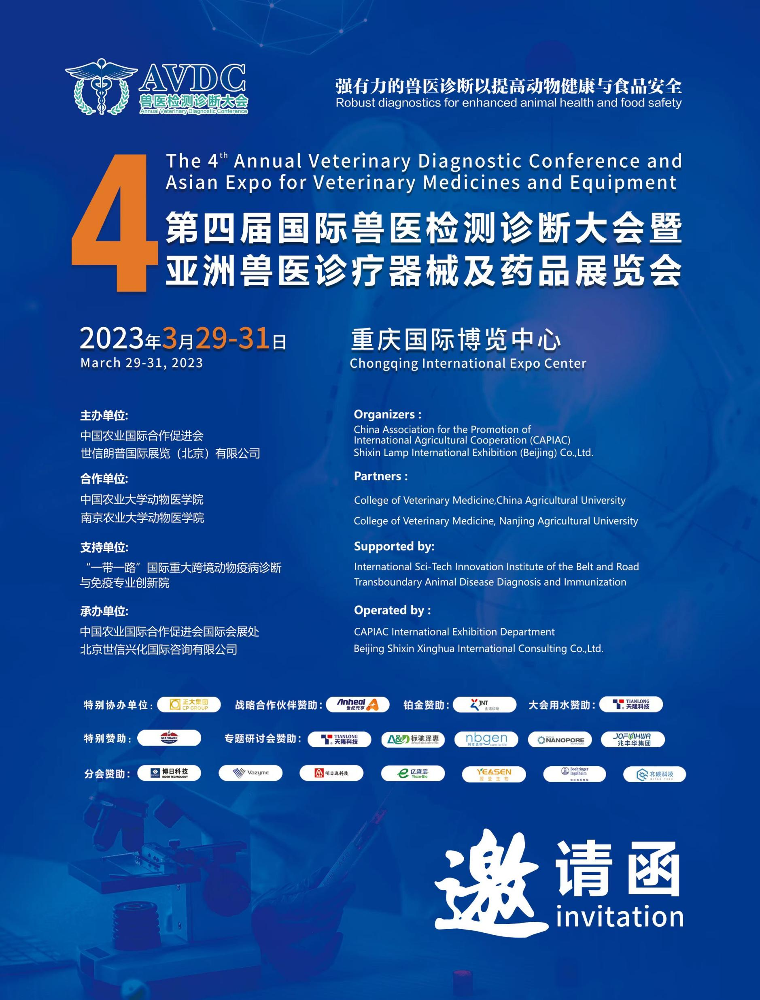 AVDC
兽医检测诊断大会
Annual Veterinary Diagnostic Conference
强有力的兽医诊断以提高动物健康与食品安全
Robust diagnostics for enhanced animal health and food safety
4
The 4th Annual Veterinary Diagnostic Conference and
Asian Expo for Veterinary Medicines and Equipment
第四届国际兽医检测诊断大会暨
亚洲兽医诊疗器械及药品展览会
2023年3月29-31日
March 29-31, 2023
重庆国际博览中心
Chongqing International Expo Center
主办单位:
中国农业国际合作促进会
世信朗普国际展览（北京）有限公司
Organizers :
China Association for the Promotion of
International Agricultural Cooperation (CAPIAC)
Shixin Lamp International Exhibition (Beijing) Co.,Ltd.
合作单位:
中国农业大学动物医学院
南京农业大学动物医学院
Partners :
College of Veterinary Medicine,China Agricultural University
College of Veterinary Medicine, Nanjing Agricultural University
支持单位:
“一带一路”国际重大跨境动物疫病诊断
与免疫专业创新院
Supported by:
International Sci-Tech Innovation Institute of the Belt and Road
Transboundary Animal Disease Diagnosis and Immunization
承办单位:
中国农业国际合作促进会国际会展处
北京世信兴化国际咨询有限公司
Operated by :
CAPIAC International Exhibition Department
Beijing Shixin Xinghua International Consulting Co.,Ltd.
特别协办单位:
正大集团
CP GROUP
战略合作伙伴赞助:
Anheal
世纪元亨
铂金赞助:
JNT
金诺诊断
大会用水赞助:
TIANLONG
天隆科技
特别赞助:
STANDARD
BIOTOOLS
专题研讨会赞助:
TIANLONG
天隆科技
A&D 标驰泽惠
nbgen
纳百生物 care for life
NANOPORE
Technologies
JOFUNHWA
兆丰华集团
分会赞助:
BIOER
博日科技
BIOER TECHNOLOGY
Vazyme
明日达科技
亿森宝
Yisen-Bio
YEASEN
翌圣生物
Boehringer
Ingelheim
齐碳科技
QITAN TECH
邀请函
invitation